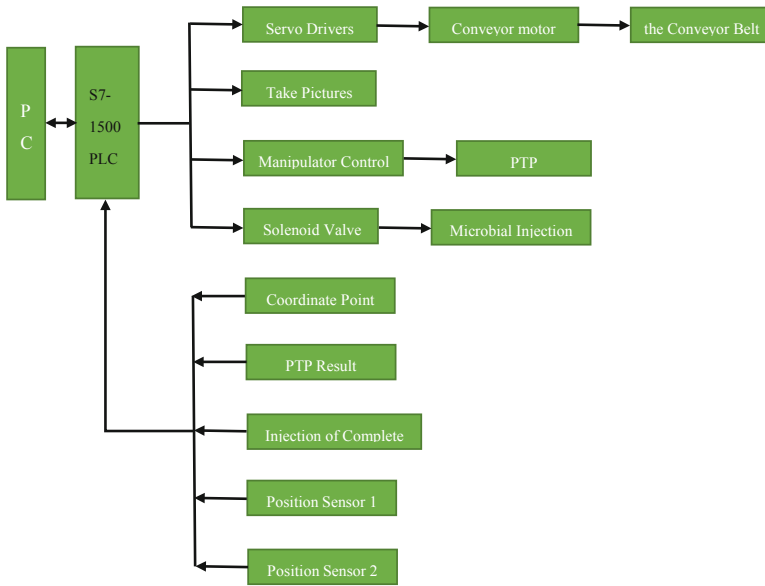 Servo Drivers
Conveyor motor
the Conveyor Belt
P
C
S7-
1500
PLC
Take Pictures
Manipulator Control
PTP
Solenoid Valve
Microbial Injection
Coordinate Point
PTP Result
Injection of Complete
Position Sensor 1
Position Sensor 2